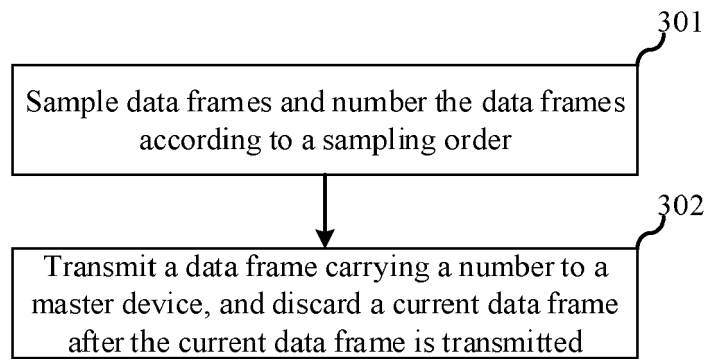 301
Sample data frames and number the data frames
according to a sampling order
302
Transmit a data frame carrying a number to a
master device, and discard a current data frame
after the current data frame is transmitted